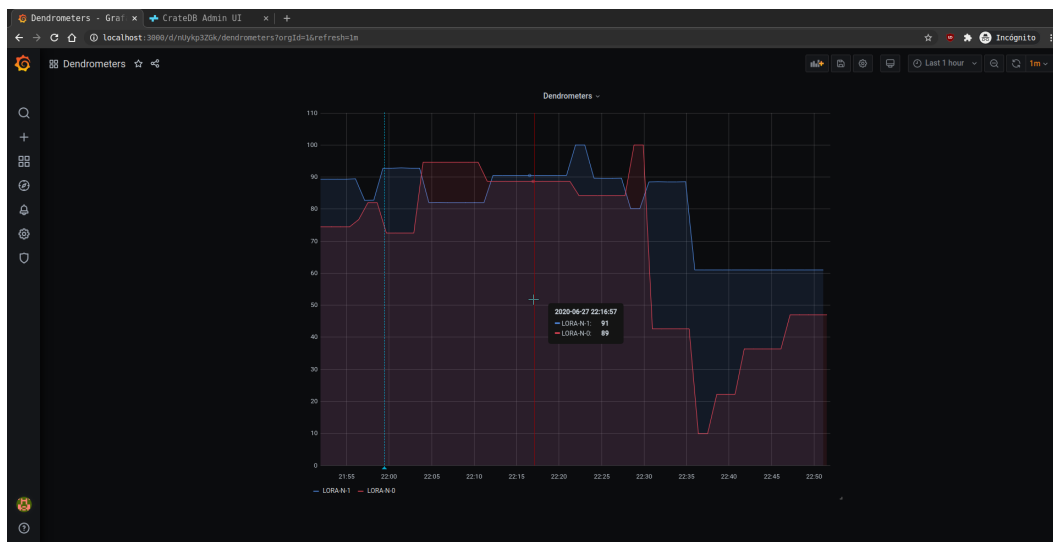 Dendrometers - Graf × CrateDB Admin UI × +
localhost:3000/d/nUykp3ZGk/dendrometers?orgId=1&refresh=1m Incógnito
Dendrometers Last 1 hour 1m
Dendrometers
110
100
90
80
70
60
50
40
30
20
10
0
2020-06-27 22:16:57
LORA-N-1: 91
LORA-N-0: 89
21:55 22:00 22:05 22:10 22:15 22:20 22:25 22:30 22:35 22:40 22:45 22:50
LORA-N-1 LORA-N-0